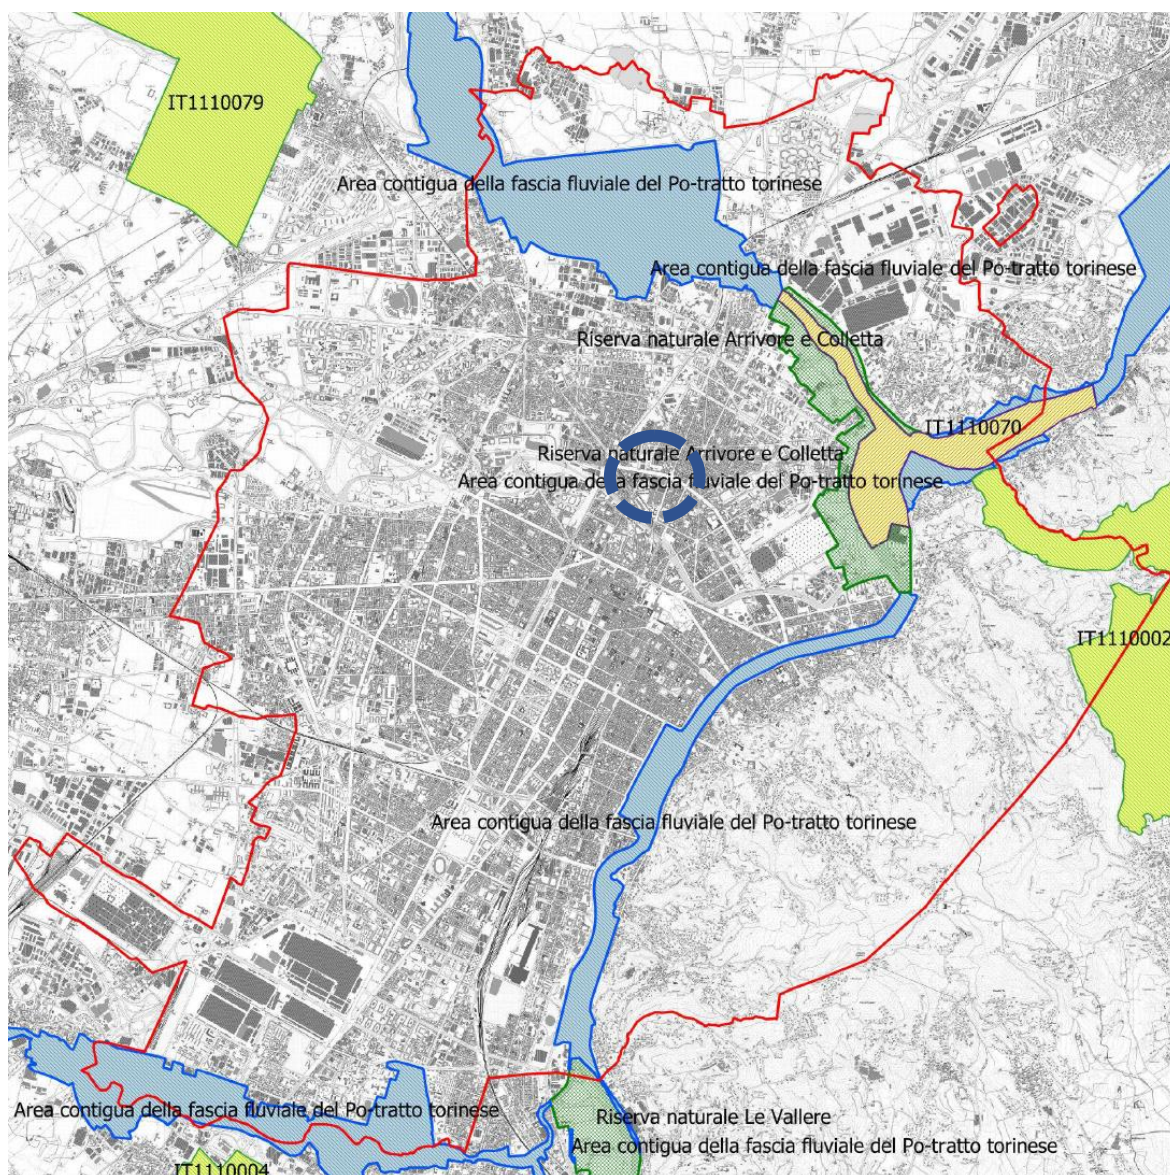 IT1110079
Area contigua della fascia fluviale del Po-tratto torinese
Area contigua della fascia fluviale del Po-tratto torinese
Riserva naturale Arrivore e Colletta
IT1110070
Riserva naturale Arrivore e Colletta
Area contigua della fascia fluviale del Po-tratto torinese
IT1110002
Area contigua della fascia fluviale del Po-tratto torinese
Area contigua della fascia fluviale del Po-tratto torinese
Riserva naturale Le Vallere
Area contigua della fascia fluviale del Po-tratto torinese
IT1110004